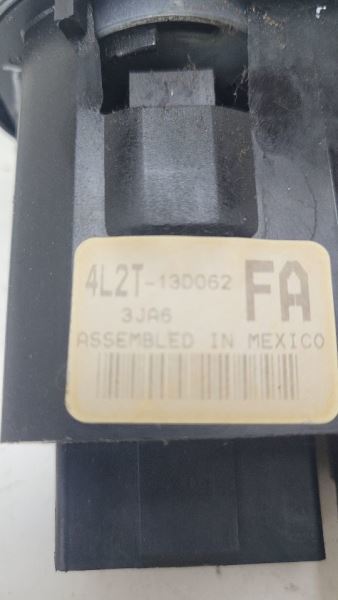 4L2T-13D062 FA
3JA6
ASSEMBLED IN MEXICO